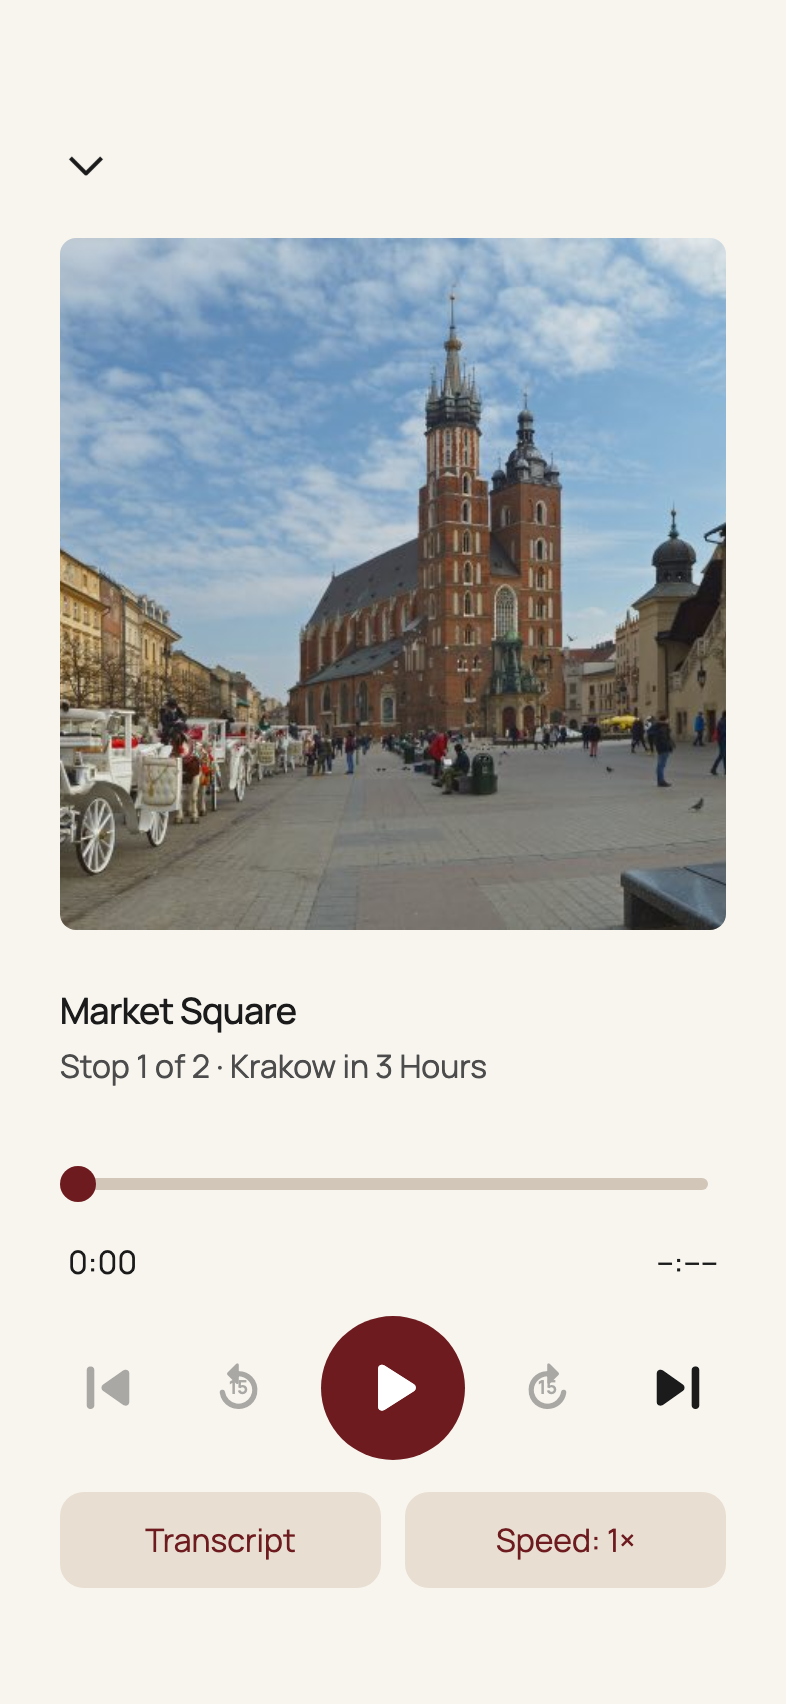 Market Square
Stop 1 of 2 · Krakow in 3 Hours
0:00
–:––
15
15
Transcript
Speed: 1×